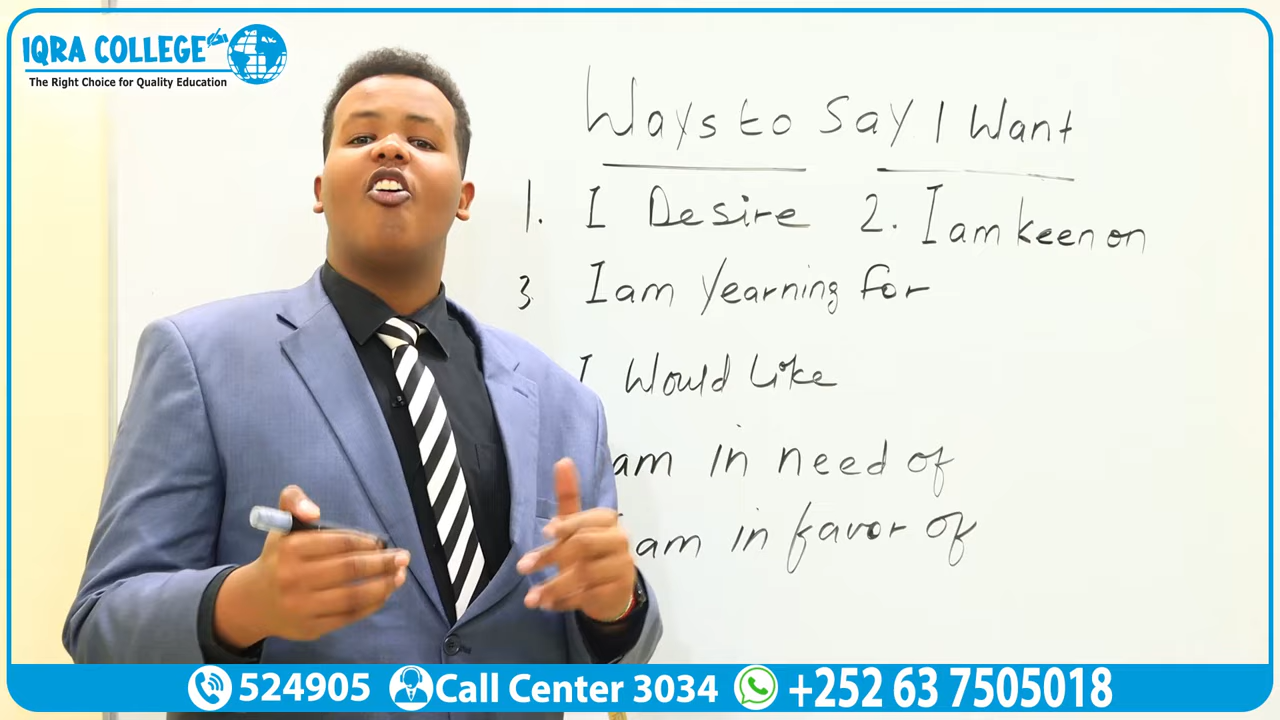 IQRA COLLEGE
The Right Choice for Quality Education
Ways to Say I Want
1. I Desire 2. I am keen on
3. I am Yearning for
I Would Like
am in need of
am in favor of
524905 Call Center 3034 +252 63 7505018